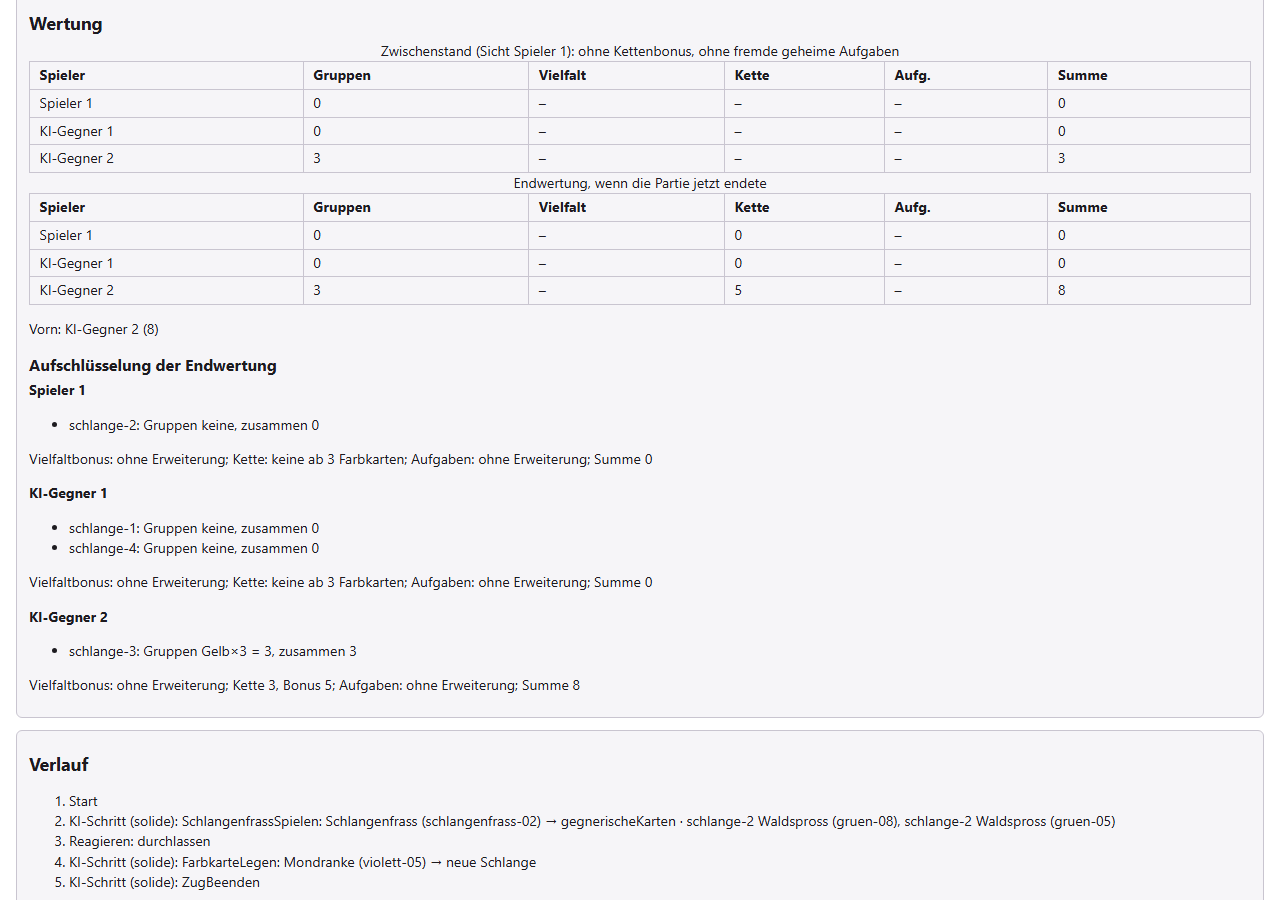 Wertung
Zwischenstand (Sicht Spieler 1): ohne Kettenbonus, ohne fremde geheime Aufgaben
Spieler Gruppen Vielfalt Kette Aufg. Summe
Spieler 1 0 – – – 0
KI-Gegner 1 0 – – – 0
KI-Gegner 2 3 – – – 3
Endwertung, wenn die Partie jetzt endete
Spieler Gruppen Vielfalt Kette Aufg. Summe
Spieler 1 0 – 0 – 0
KI-Gegner 1 0 – 0 – 0
KI-Gegner 2 3 – 5 – 8
Vorn: KI-Gegner 2 (8)
Aufschlüsselung der Endwertung
Spieler 1
• schlange-2: Gruppen keine, zusammen 0
Vielfaltbonus: ohne Erweiterung; Kette: keine ab 3 Farbkarten; Aufgaben: ohne Erweiterung; Summe 0
KI-Gegner 1
• schlange-1: Gruppen keine, zusammen 0
• schlange-4: Gruppen keine, zusammen 0
Vielfaltbonus: ohne Erweiterung; Kette: keine ab 3 Farbkarten; Aufgaben: ohne Erweiterung; Summe 0
KI-Gegner 2
• schlange-3: Gruppen Gelb×3 = 3, zusammen 3
Vielfaltbonus: ohne Erweiterung; Kette 3, Bonus 5; Aufgaben: ohne Erweiterung; Summe 8
Verlauf
1. Start
2. KI-Schritt (solide): SchlangenfrassSpielen: Schlangenfrass (schlangenfrass-02) → gegnerischeKarten · schlange-2 Waldspross (gruen-08), schlange-2 Waldspross (gruen-05)
3. Reagieren: durchlassen
4. KI-Schritt (solide): FarbkarteLegen: Mondranke (violett-05) → neue Schlange
5. KI-Schritt (solide): ZugBeenden